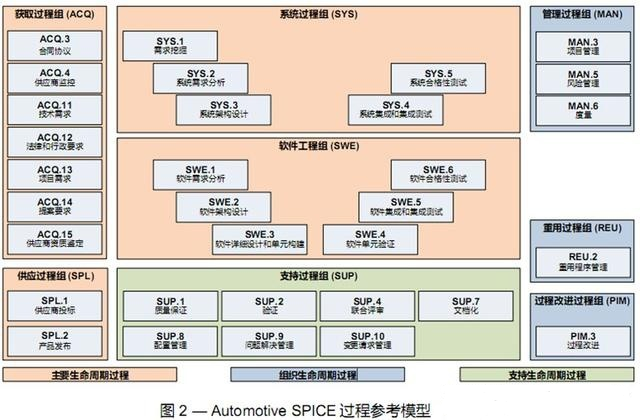 获取过程组 (ACQ)
ACQ.3
合同协议
ACQ.4
供应商监控
ACQ.11
技术需求
ACQ.12
法律和行政要求
ACQ.13
项目需求
ACQ.14
提案要求
ACQ.15
供应商资质鉴定
系统过程组 (SYS)
SYS.1
需求挖掘
SYS.2
系统需求分析
SYS.3
系统架构设计
SYS.5
系统合格性测试
SYS.4
系统集成和集成测试
软件工程组 (SWE)
SWE.1
软件需求分析
SWE.2
软件架构设计
SWE.3
软件详细设计和单元构建
SWE.6
软件合格性测试
SWE.5
软件集成和集成测试
SWE.4
软件单元验证
管理过程组 (MAN)
MAN.3
项目管理
MAN.5
风险管理
MAN.6
度量
重用过程组 (REU)
REU.2
重用程序管理
供应过程组 (SPL)
SPL.1
供应商投标
SPL.2
产品发布
支持过程组 (SUP)
SUP.1
质量保证
SUP.2
验证
SUP.4
联合评审
SUP.7
文档化
SUP.8
配置管理
SUP.9
问题解决管理
SUP.10
变更请求管理
过程改进过程组 (PIM)
PIM.3
过程改进
主要生命周期过程
组织生命周期过程
支持生命周期过程
图 2 — Automotive SPICE 过程参考模型